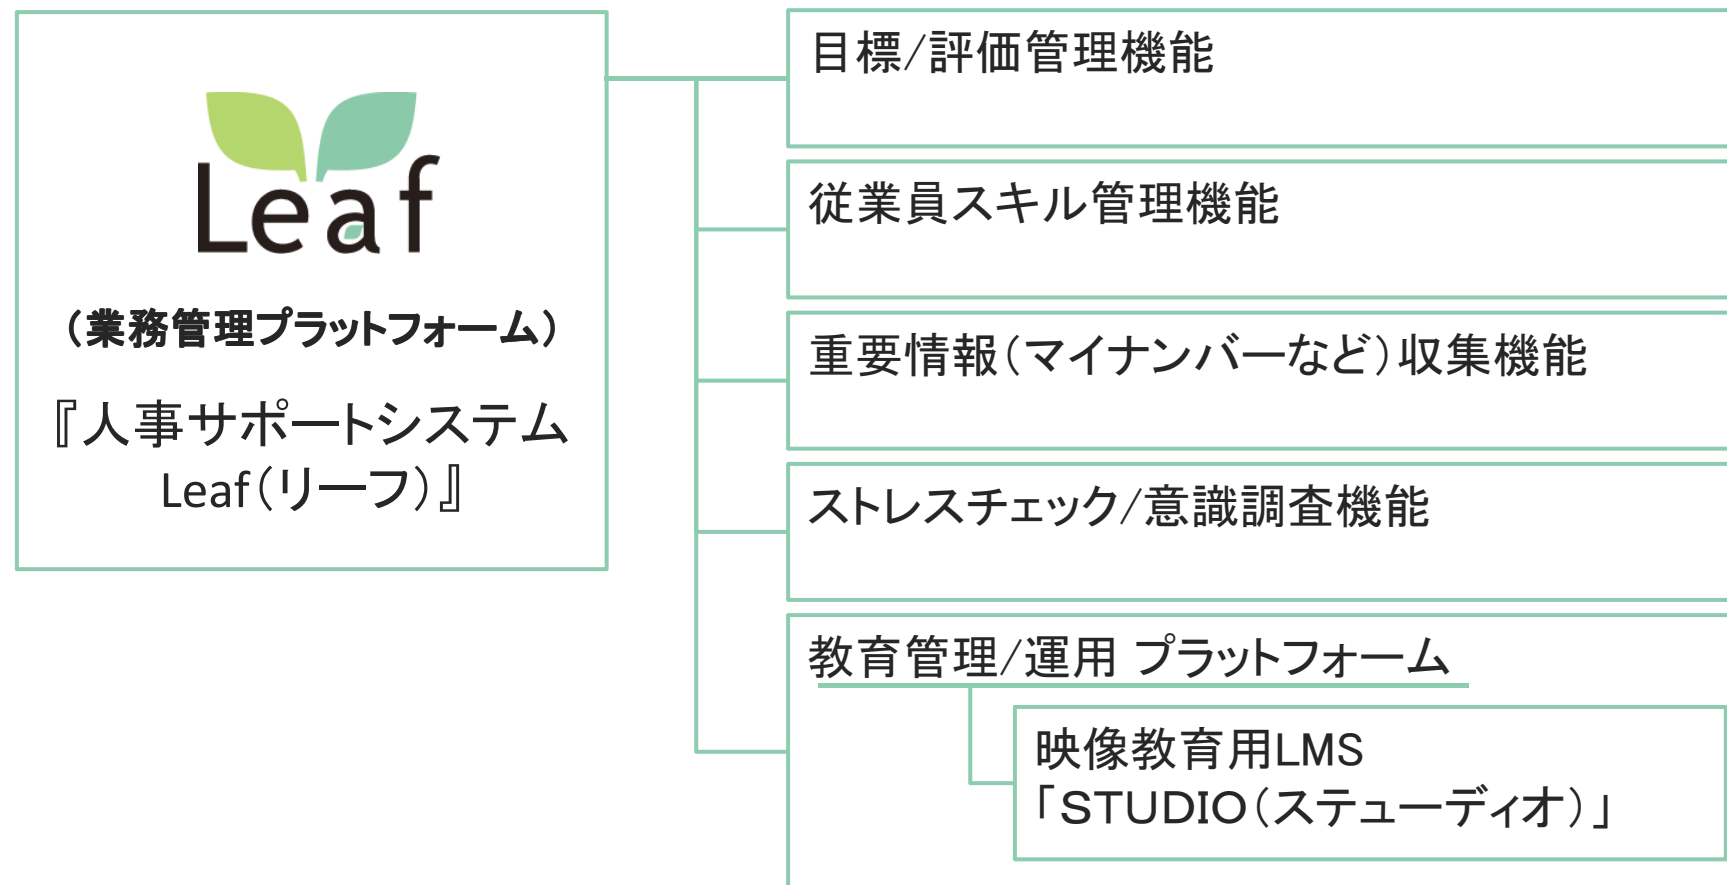 Leaf
（業務管理プラットフォーム）
『人事サポートシステム
Leaf（リーフ）』
目標/評価管理機能
従業員スキル管理機能
重要情報（マイナンバーなど）収集機能
ストレスチェック/意識調査機能
教育管理/運用 プラットフォーム
映像教育用LMS
「ＳＴＵＤＩＯ（ステューディオ）」